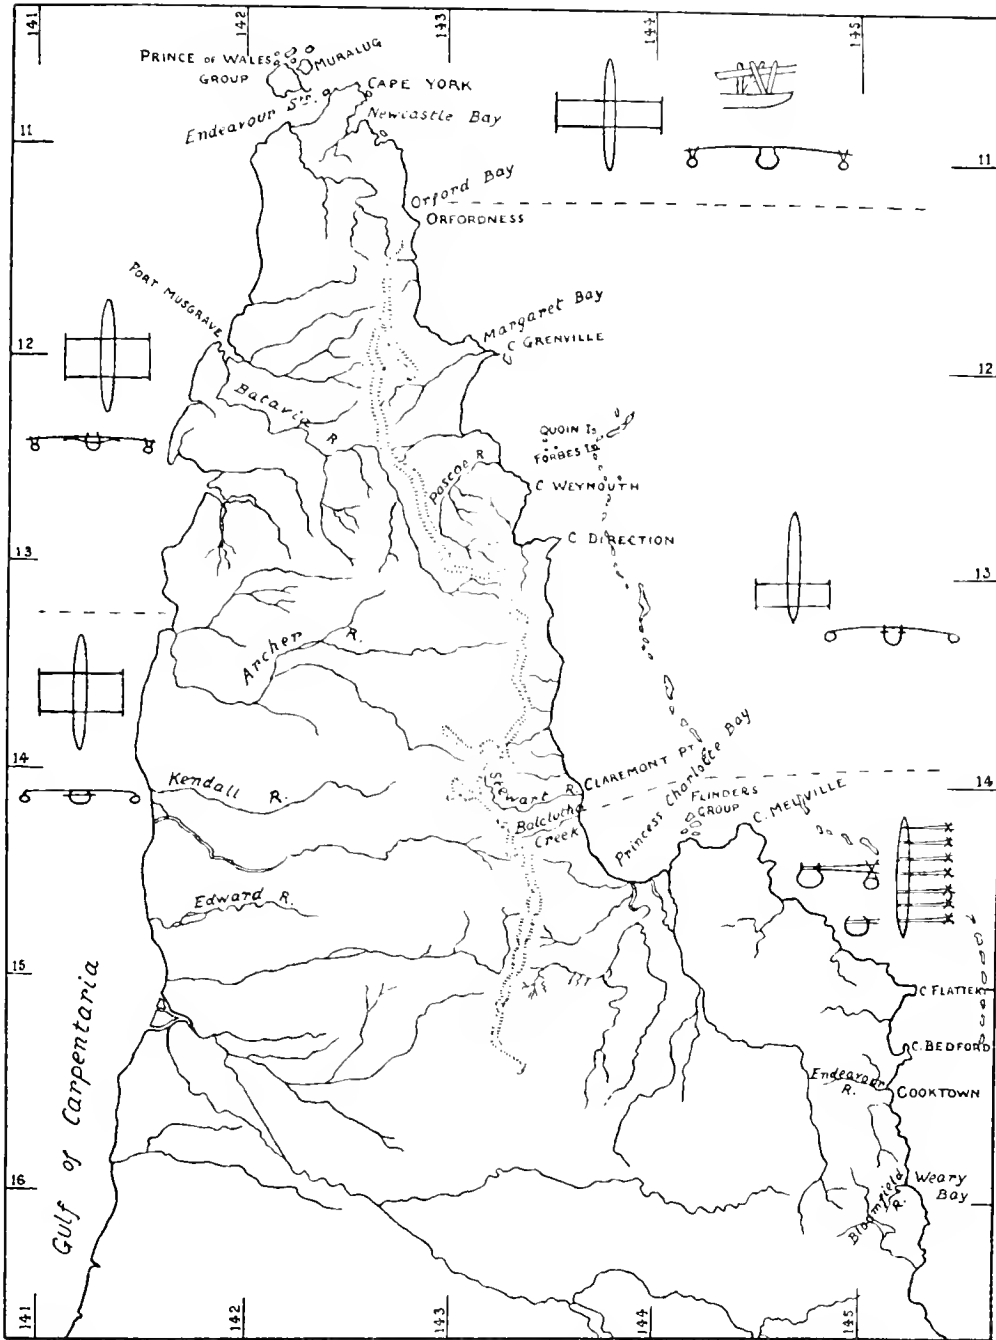 141
142
143
144
145
PRINCE OF WALES
GROUP
MURALUG
CAPE YORK
Endeavour Str.
Newcastle Bay
11
11
Orford Bay
ORFORDNESS
PORT MUSGRAVE
Margaret Bay
C GRENVILLE
12
12
Batavia R
QUOIN Is
FORBES Is
Pascoe R
C WEYMOUTH
C DIRECTION
13
13
Archer R.
14
14
CLAREMONT PT
Princess Charlotte Bay
Kendall R.
Stewart R.
FLINDERS
GROUP
C. MELVILLE
Balclutha
Creek
Edward R.
15
C FLATTERY
C. BEDFORD
Endeavour
R.
COOKTOWN
Gulf of Carpentaria
16
Weary
Bay
Bloomfield
R.
141
142
143
144
145